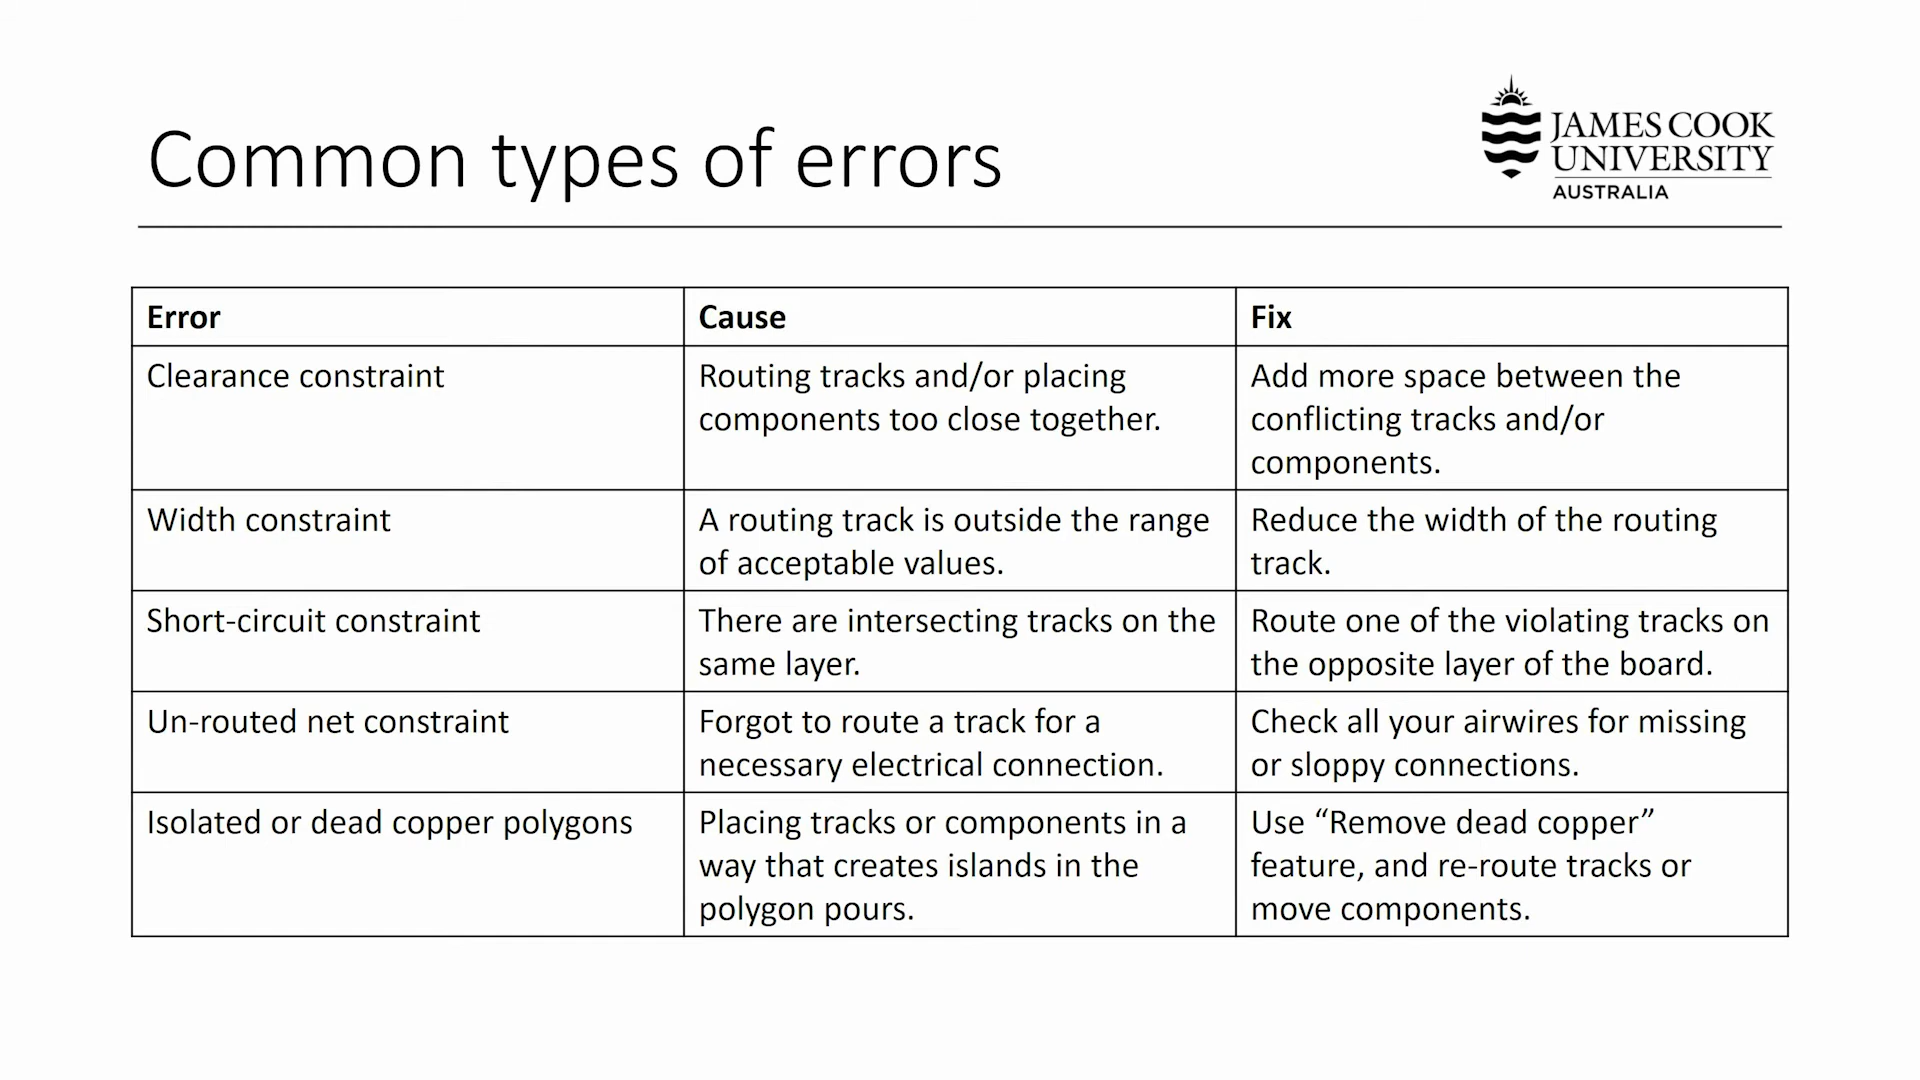 Common types of errors
JAMES COOK
UNIVERSITY
AUSTRALIA
Error
Cause
Fix
Clearance constraint
Routing tracks and/or placing
components too close together.
Add more space between the
conflicting tracks and/or
components.
Width constraint
A routing track is outside the range
of acceptable values.
Reduce the width of the routing
track.
Short-circuit constraint
There are intersecting tracks on the
same layer.
Route one of the violating tracks on
the opposite layer of the board.
Un-routed net constraint
Forgot to route a track for a
necessary electrical connection.
Check all your airwires for missing
or sloppy connections.
Isolated or dead copper polygons
Placing tracks or components in a
way that creates islands in the
polygon pours.
Use “Remove dead copper”
feature, and re-route tracks or
move components.